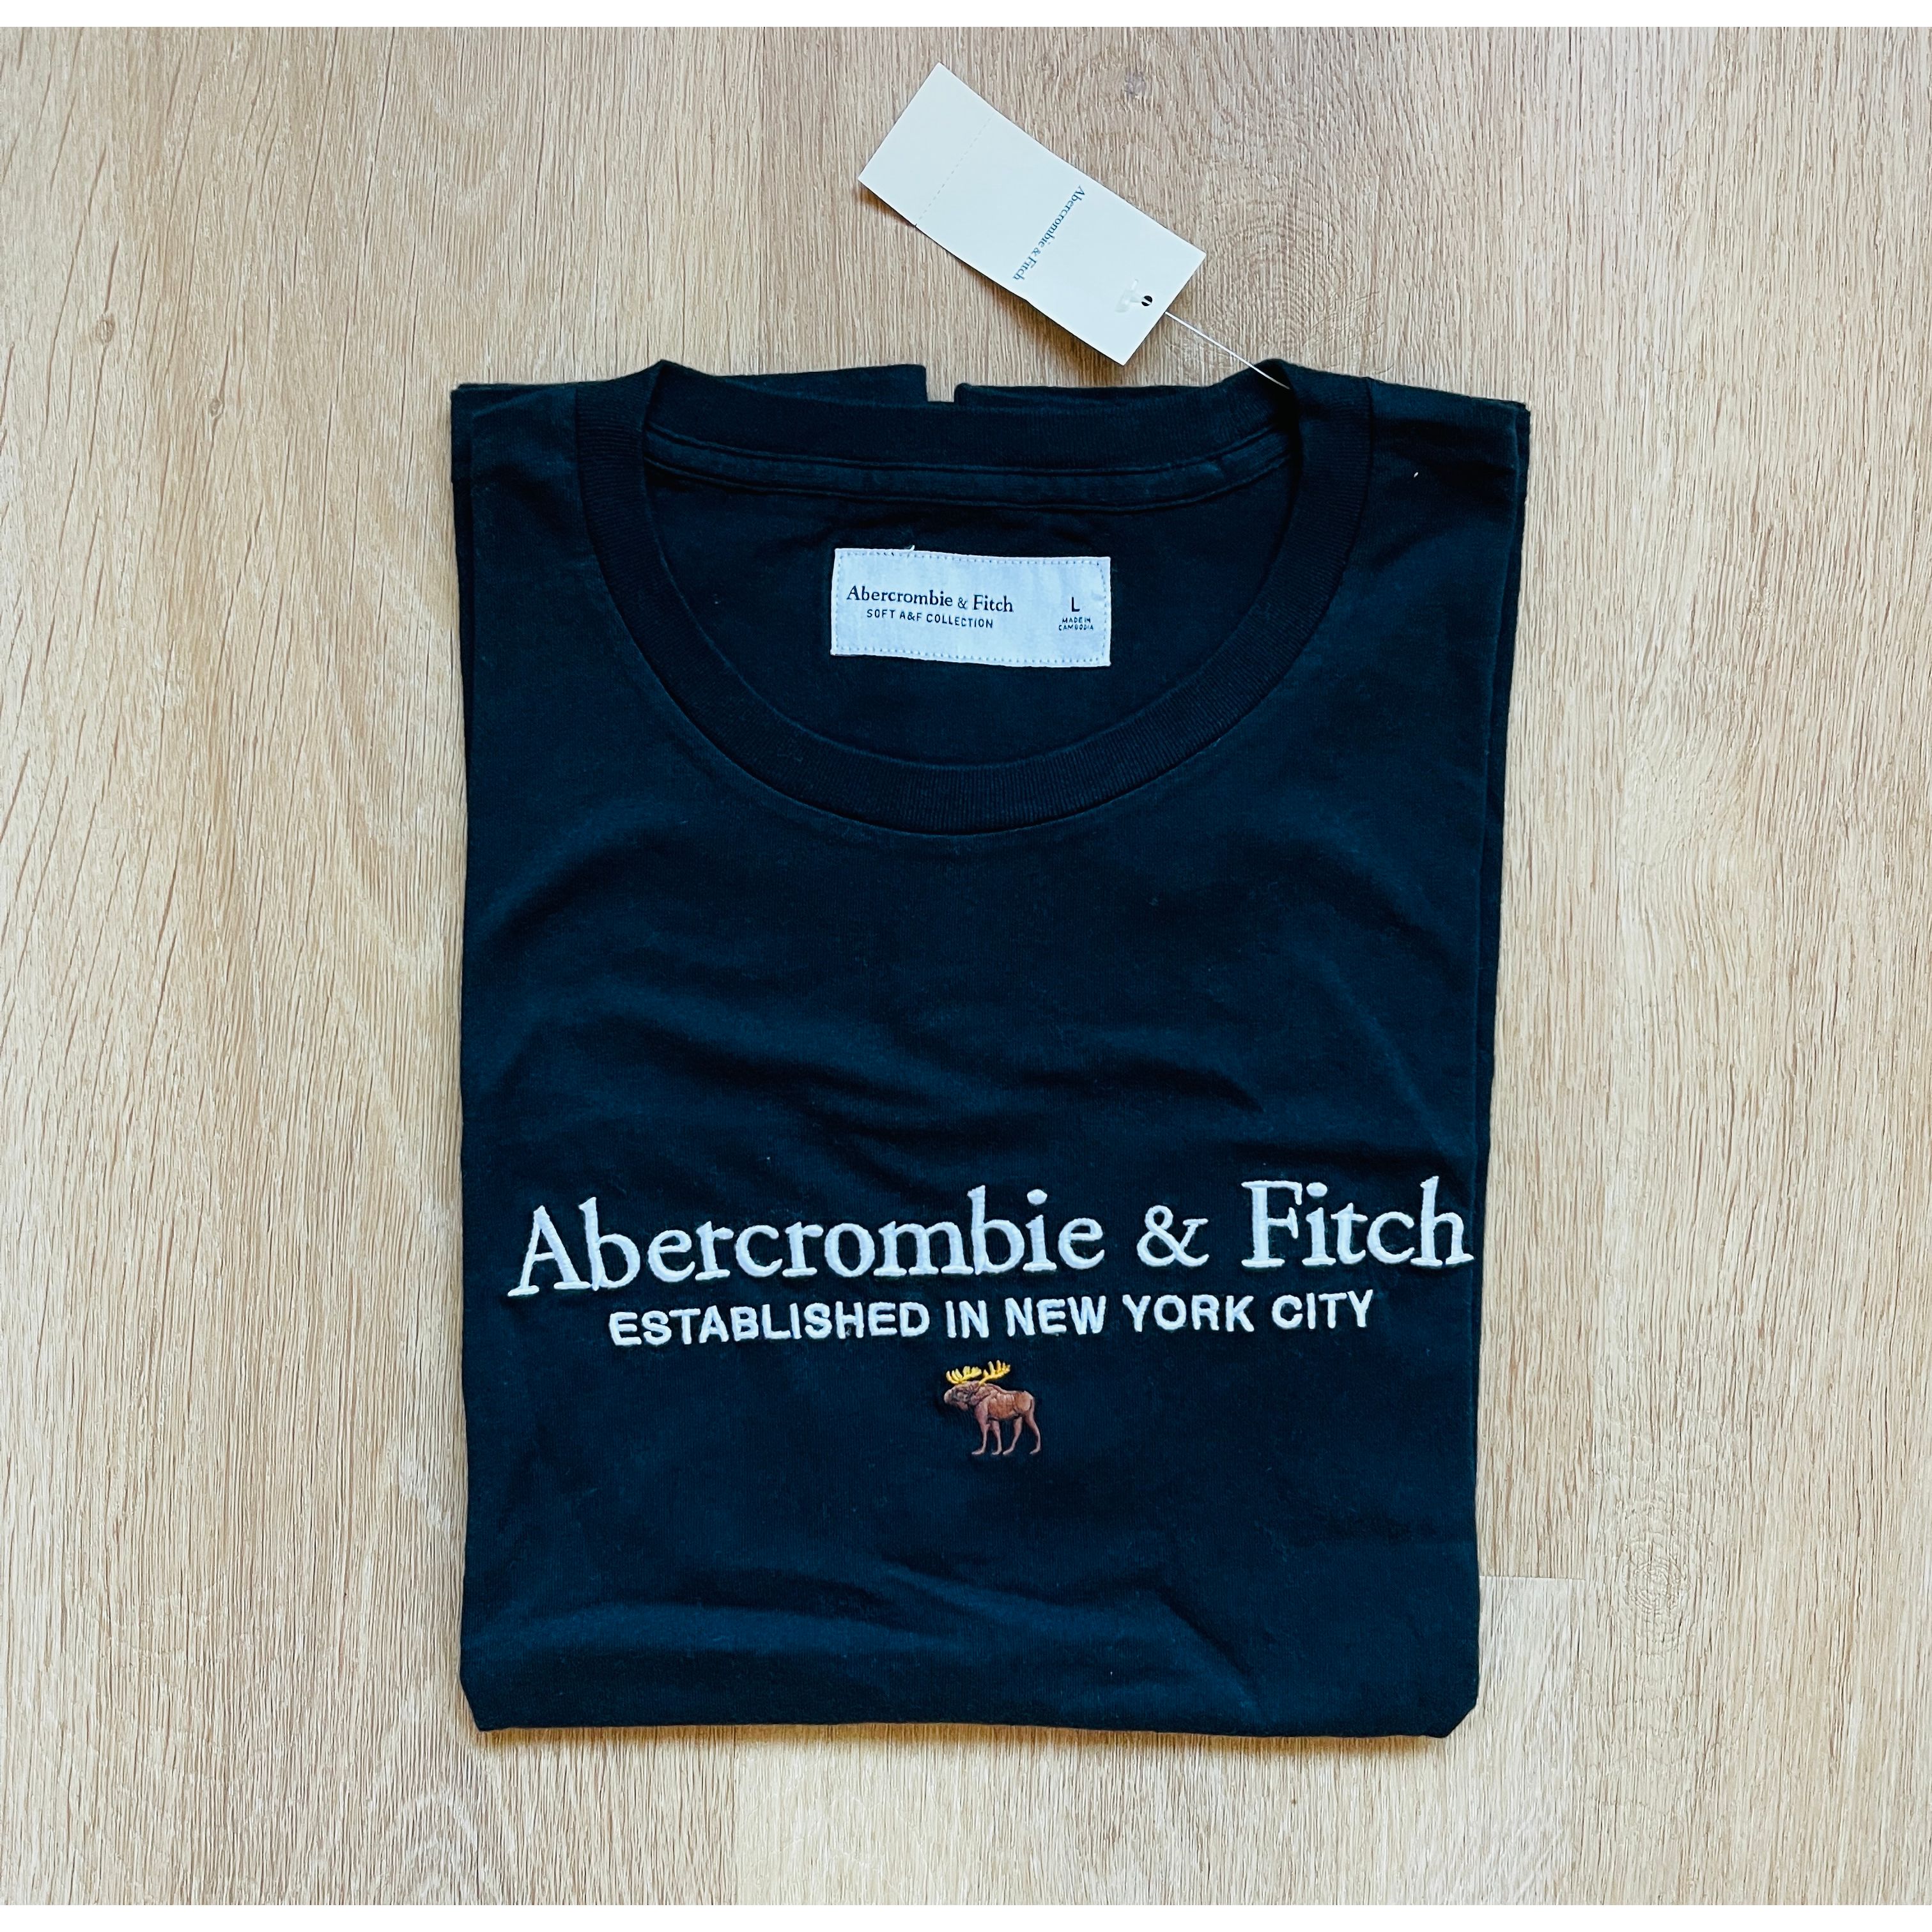 Abercrombie & Fitch
Abercrombie & Fitch
SOFT A&F COLLECTION
L
MADE IN
CAMBODIA
Abercrombie & Fitch
ESTABLISHED IN NEW YORK CITY